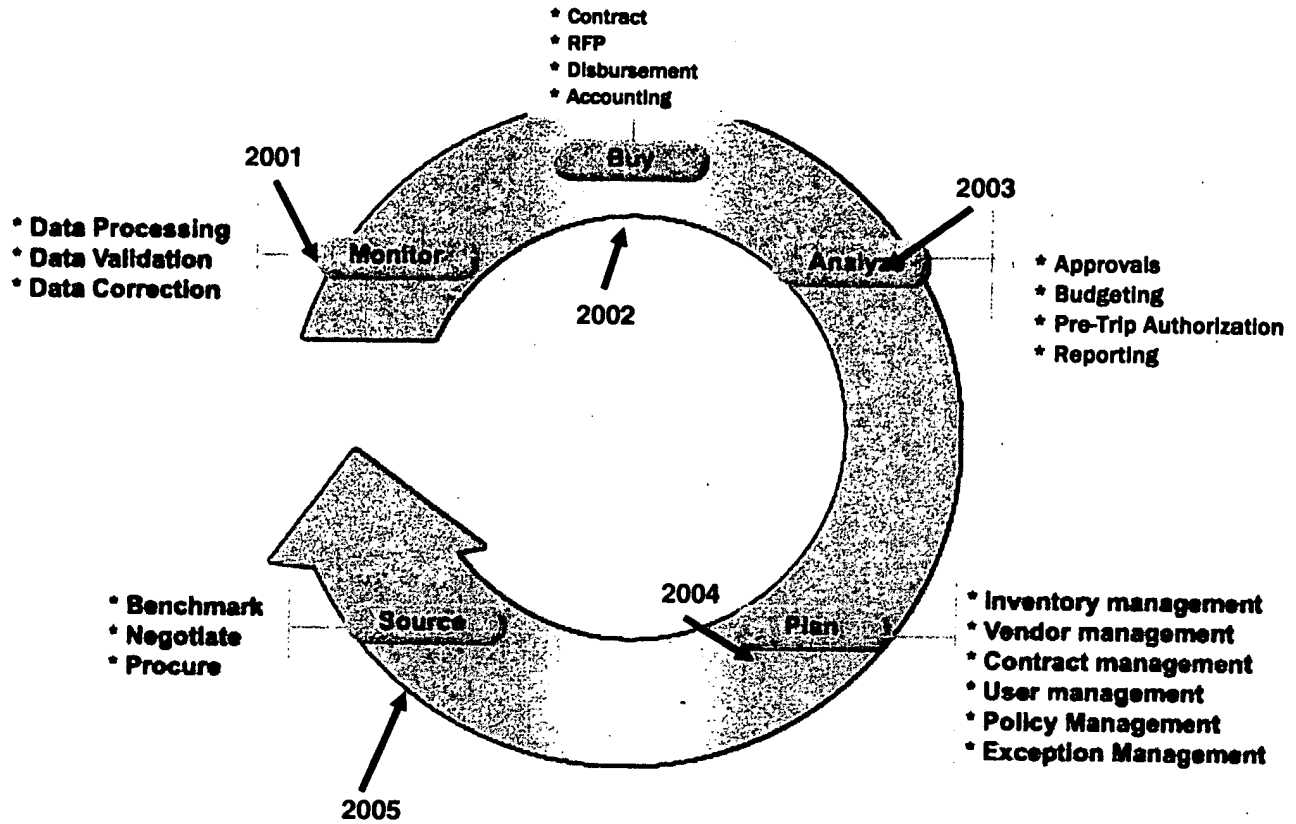 * Contract
* RFP
* Disbursement
* Accounting
Buy
2001
* Data Processing
* Data Validation
* Data Correction
Monitor
2002
2003
Analyze
* Approvals
* Budgeting
* Pre-Trip Authorization
* Reporting
2004
Plan
* Inventory management
* Vendor management
* Contract management
* User management
* Policy Management
* Exception Management
Source
* Benchmark
* Negotiate
* Procure
2005